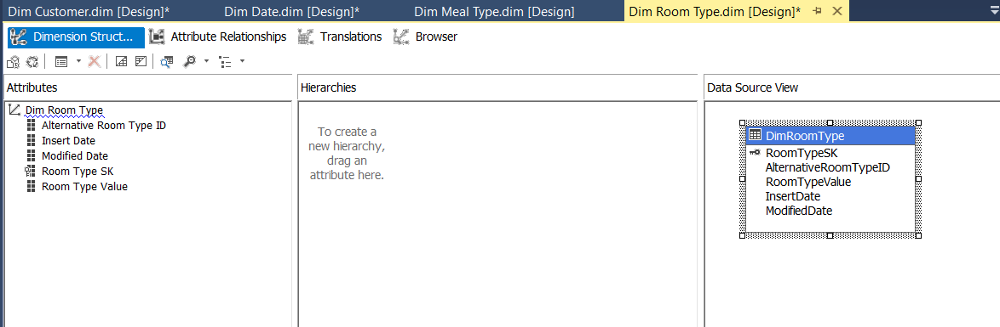 Dim Customer.dim [Design]* Dim Date.dim [Design]* Dim Meal Type.dim [Design] Dim Room Type.dim [Design]*
Dimension Struct... Attribute Relationships Translations Browser
Attributes
Dim Room Type
Alternative Room Type ID
Insert Date
Modified Date
Room Type SK
Room Type Value
Hierarchies
To create a
new hierarchy,
drag an
attribute here.
Data Source View
DimRoomType
RoomTypeSK
AlternativeRoomTypeID
RoomTypeValue
InsertDate
ModifiedDate